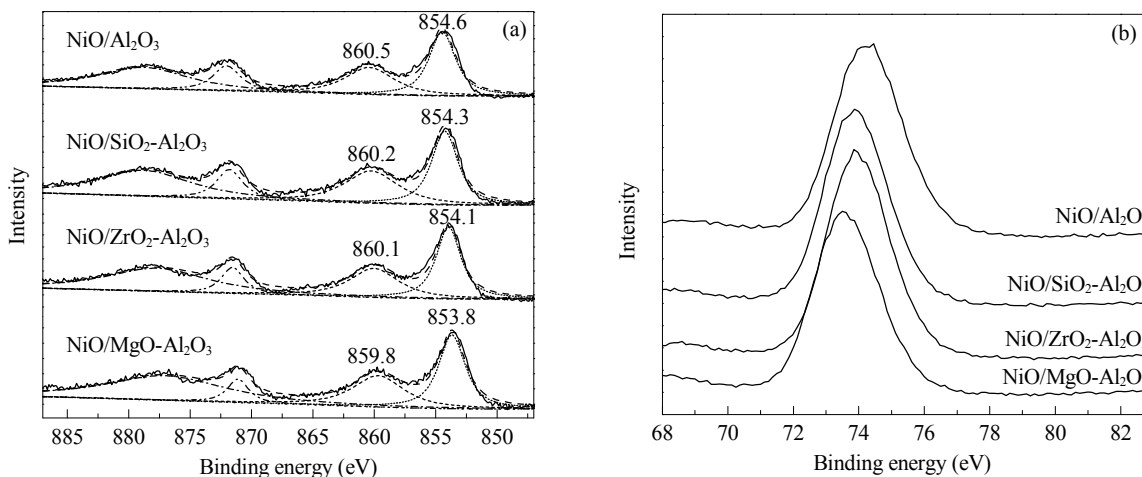 (a)
854.6
NiO/Al₂O₃
860.5
854.3
NiO/SiO₂-Al₂O₃
860.2
854.1
NiO/ZrO₂-Al₂O₃
860.1
853.8
NiO/MgO-Al₂O₃
859.8
Intensity
885 880 875 870 865 860 855 850
Binding energy (eV)
(b)
NiO/Al₂O
NiO/SiO₂-Al₂O
NiO/ZrO₂-Al₂O
NiO/MgO-Al₂O
Intensity
68 70 72 74 76 78 80 82
Binding energy (eV)